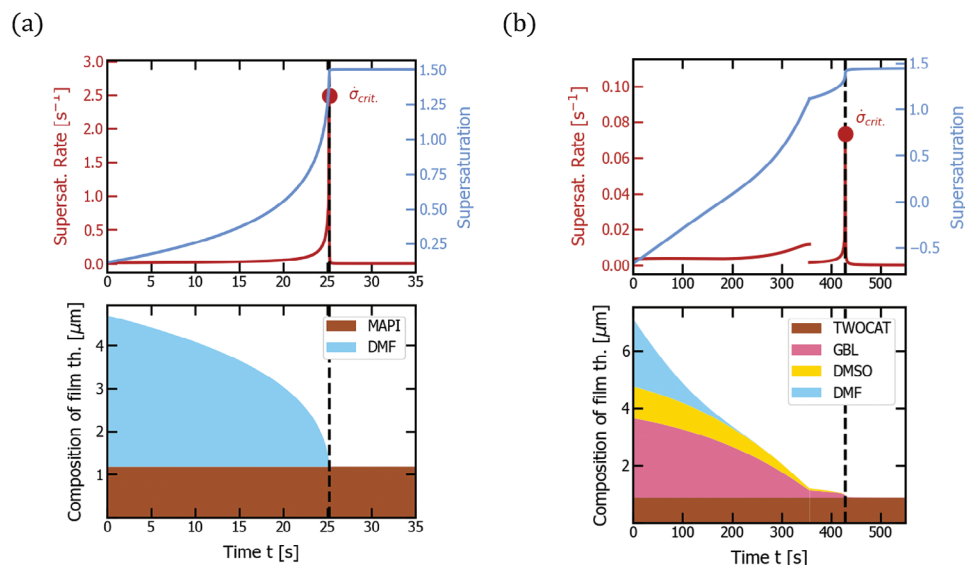 (a)
(b)
3.0
2.5
2.0
1.5
1.0
0.5
0.0
Supersat. Rate [s⁻¹]
σ̇crit.
1.50
1.25
1.00
0.75
0.50
0.25
Supersaturation
0 5 10 15 20 25 30 35
0.10
0.08
0.06
0.04
0.02
0.00
Supersat. Rate [s⁻¹]
σ̇crit.
1.5
1.0
0.5
0.0
−0.5
Supersaturation
0 100 200 300 400 500
4
3
2
1
Composition of film th. [μm]
MAPI
DMF
0 5 10 15 20 25 30 35
Time t [s]
6
4
2
Composition of film th. [μm]
TWOCAT
GBL
DMSO
DMF
0 100 200 300 400 500
Time t [s]